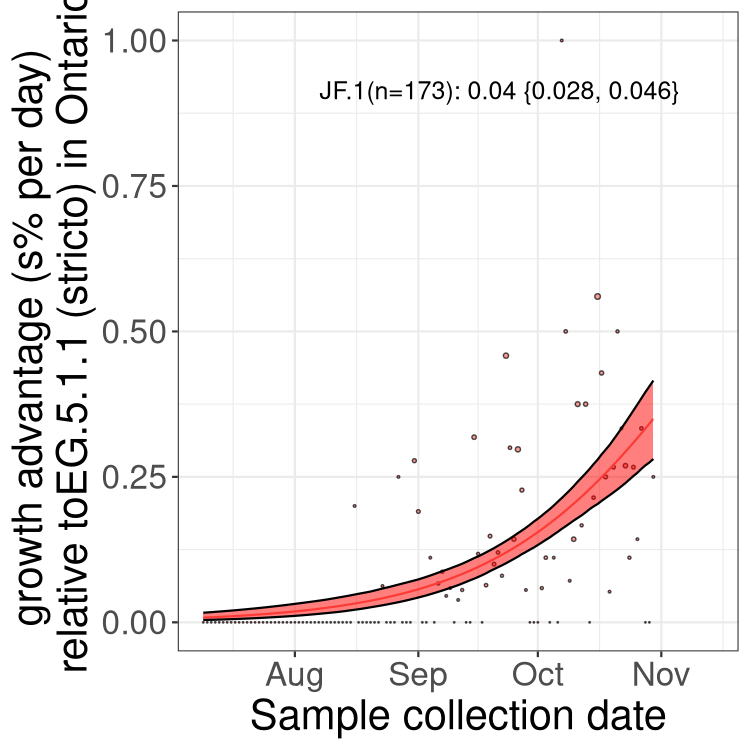 growth advantage (s% per day)
relative toEG.5.1.1 (stricto) in Ontario
1.00
0.75
0.50
0.25
0.00
JF.1(n=173): 0.04 {0.028, 0.046}
Aug Sep Oct Nov
Sample collection date